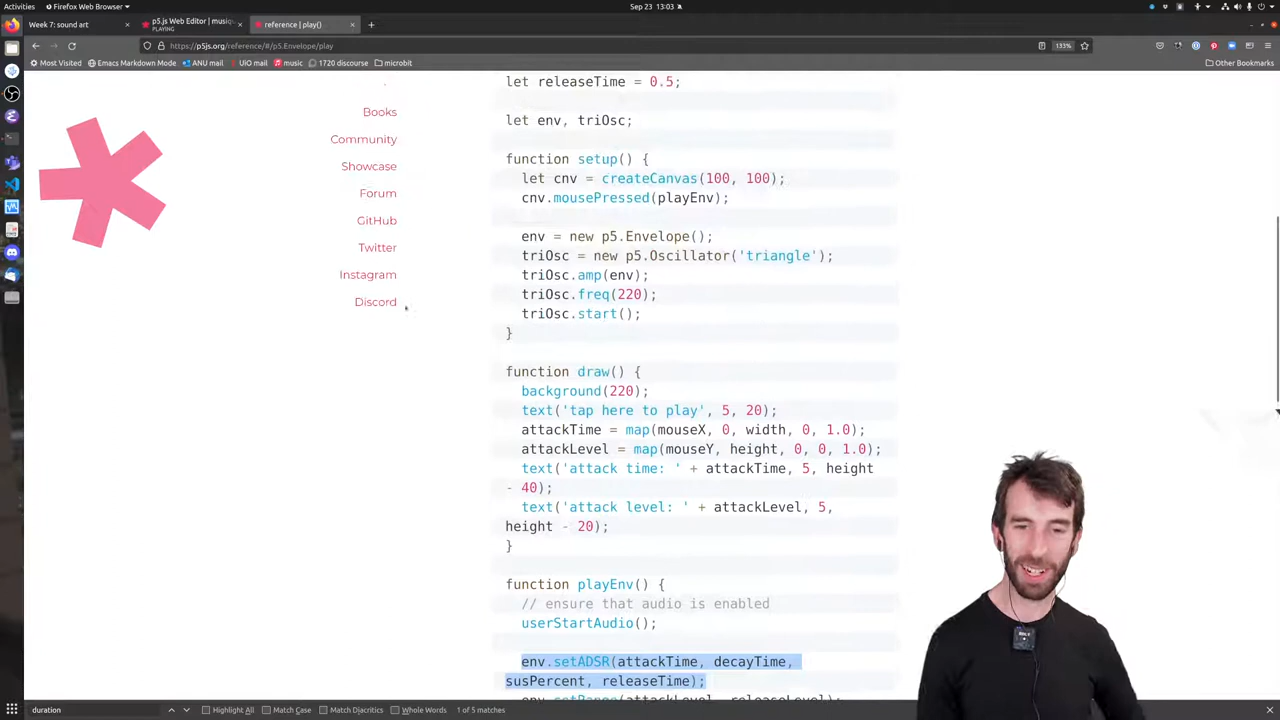 Activities
Firefox Web Browser
Sep 23 13:03
Week 7: sound art
p5.js Web Editor | musiqu
PLAYING
reference | play()
https://p5js.org/reference/#/p5.Envelope/play
133%
Most Visited
Emacs Markdown Mode
ANU mail
UiO mail
music
1720 discourse
microbit
Other Bookmarks
Books
Community
Showcase
Forum
GitHub
Twitter
Instagram
Discord
let releaseTime = 0.5;
let env, triOsc;
function setup() {
let cnv = createCanvas(100, 100);
cnv.mousePressed(playEnv);
env = new p5.Envelope();
triOsc = new p5.Oscillator('triangle');
triOsc.amp(env);
triOsc.freq(220);
triOsc.start();
}
function draw() {
background(220);
text('tap here to play', 5, 20);
attackTime = map(mouseX, 0, width, 0, 1.0);
attackLevel = map(mouseY, height, 0, 0, 1.0);
text('attack time: ' + attackTime, 5, height
- 40);
text('attack level: ' + attackLevel, 5,
height - 20);
}
function playEnv() {
// ensure that audio is enabled
userStartAudio();
env.setADSR(attackTime, decayTime,
susPercent, releaseTime);
env.setRange(attackLevel, releaseLevel);
duration
Highlight All
Match Case
Match Diacritics
Whole Words
1 of 5 matches